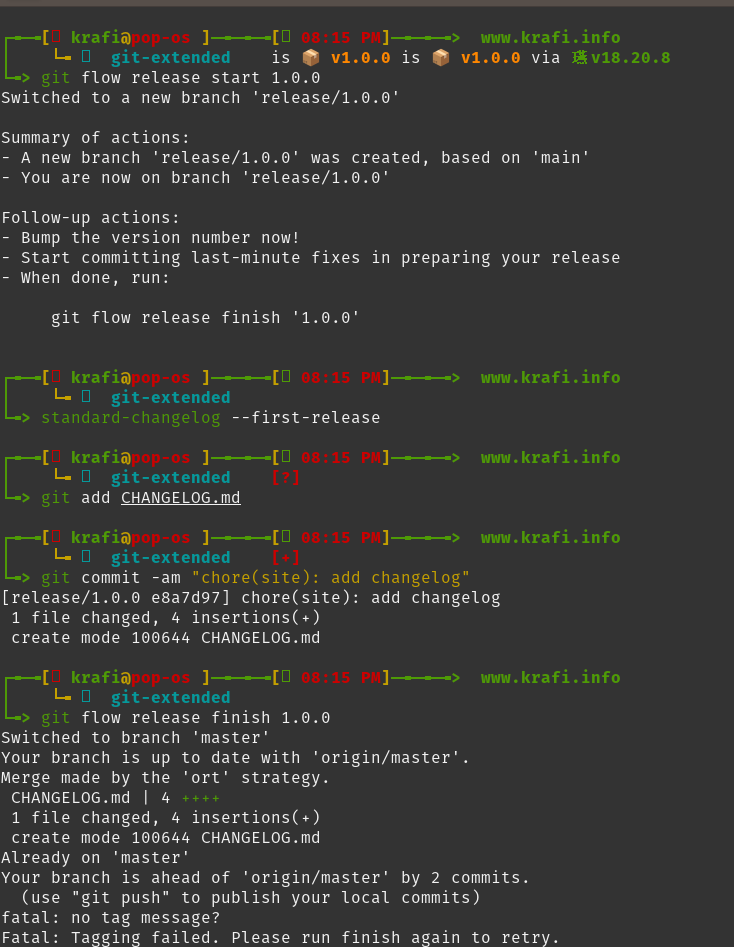 [ krafi@pop-os ]——[ 08:15 PM]——> www.krafi.info
git-extended is 📦 v1.0.0 is 📦 v1.0.0 via v18.20.8
git flow release start 1.0.0
Switched to a new branch 'release/1.0.0'
Summary of actions:
- A new branch 'release/1.0.0' was created, based on 'main'
- You are now on branch 'release/1.0.0'
Follow-up actions:
- Bump the version number now!
- Start committing last-minute fixes in preparing your release
- When done, run:
git flow release finish '1.0.0'
[ krafi@pop-os ]——[ 08:15 PM]——> www.krafi.info
git-extended
standard-changelog --first-release
[ krafi@pop-os ]——[ 08:15 PM]——> www.krafi.info
git-extended [?]
git add CHANGELOG.md
[ krafi@pop-os ]——[ 08:15 PM]——> www.krafi.info
git-extended [+]
git commit -am "chore(site): add changelog"
[release/1.0.0 e8a7d97] chore(site): add changelog
1 file changed, 4 insertions(+)
create mode 100644 CHANGELOG.md
[ krafi@pop-os ]——[ 08:15 PM]——> www.krafi.info
git-extended
git flow release finish 1.0.0
Switched to branch 'master'
Your branch is up to date with 'origin/master'.
Merge made by the 'ort' strategy.
CHANGELOG.md | 4 ++++
1 file changed, 4 insertions(+)
create mode 100644 CHANGELOG.md
Already on 'master'
Your branch is ahead of 'origin/master' by 2 commits.
(use "git push" to publish your local commits)
fatal: no tag message?
Fatal: Tagging failed. Please run finish again to retry.